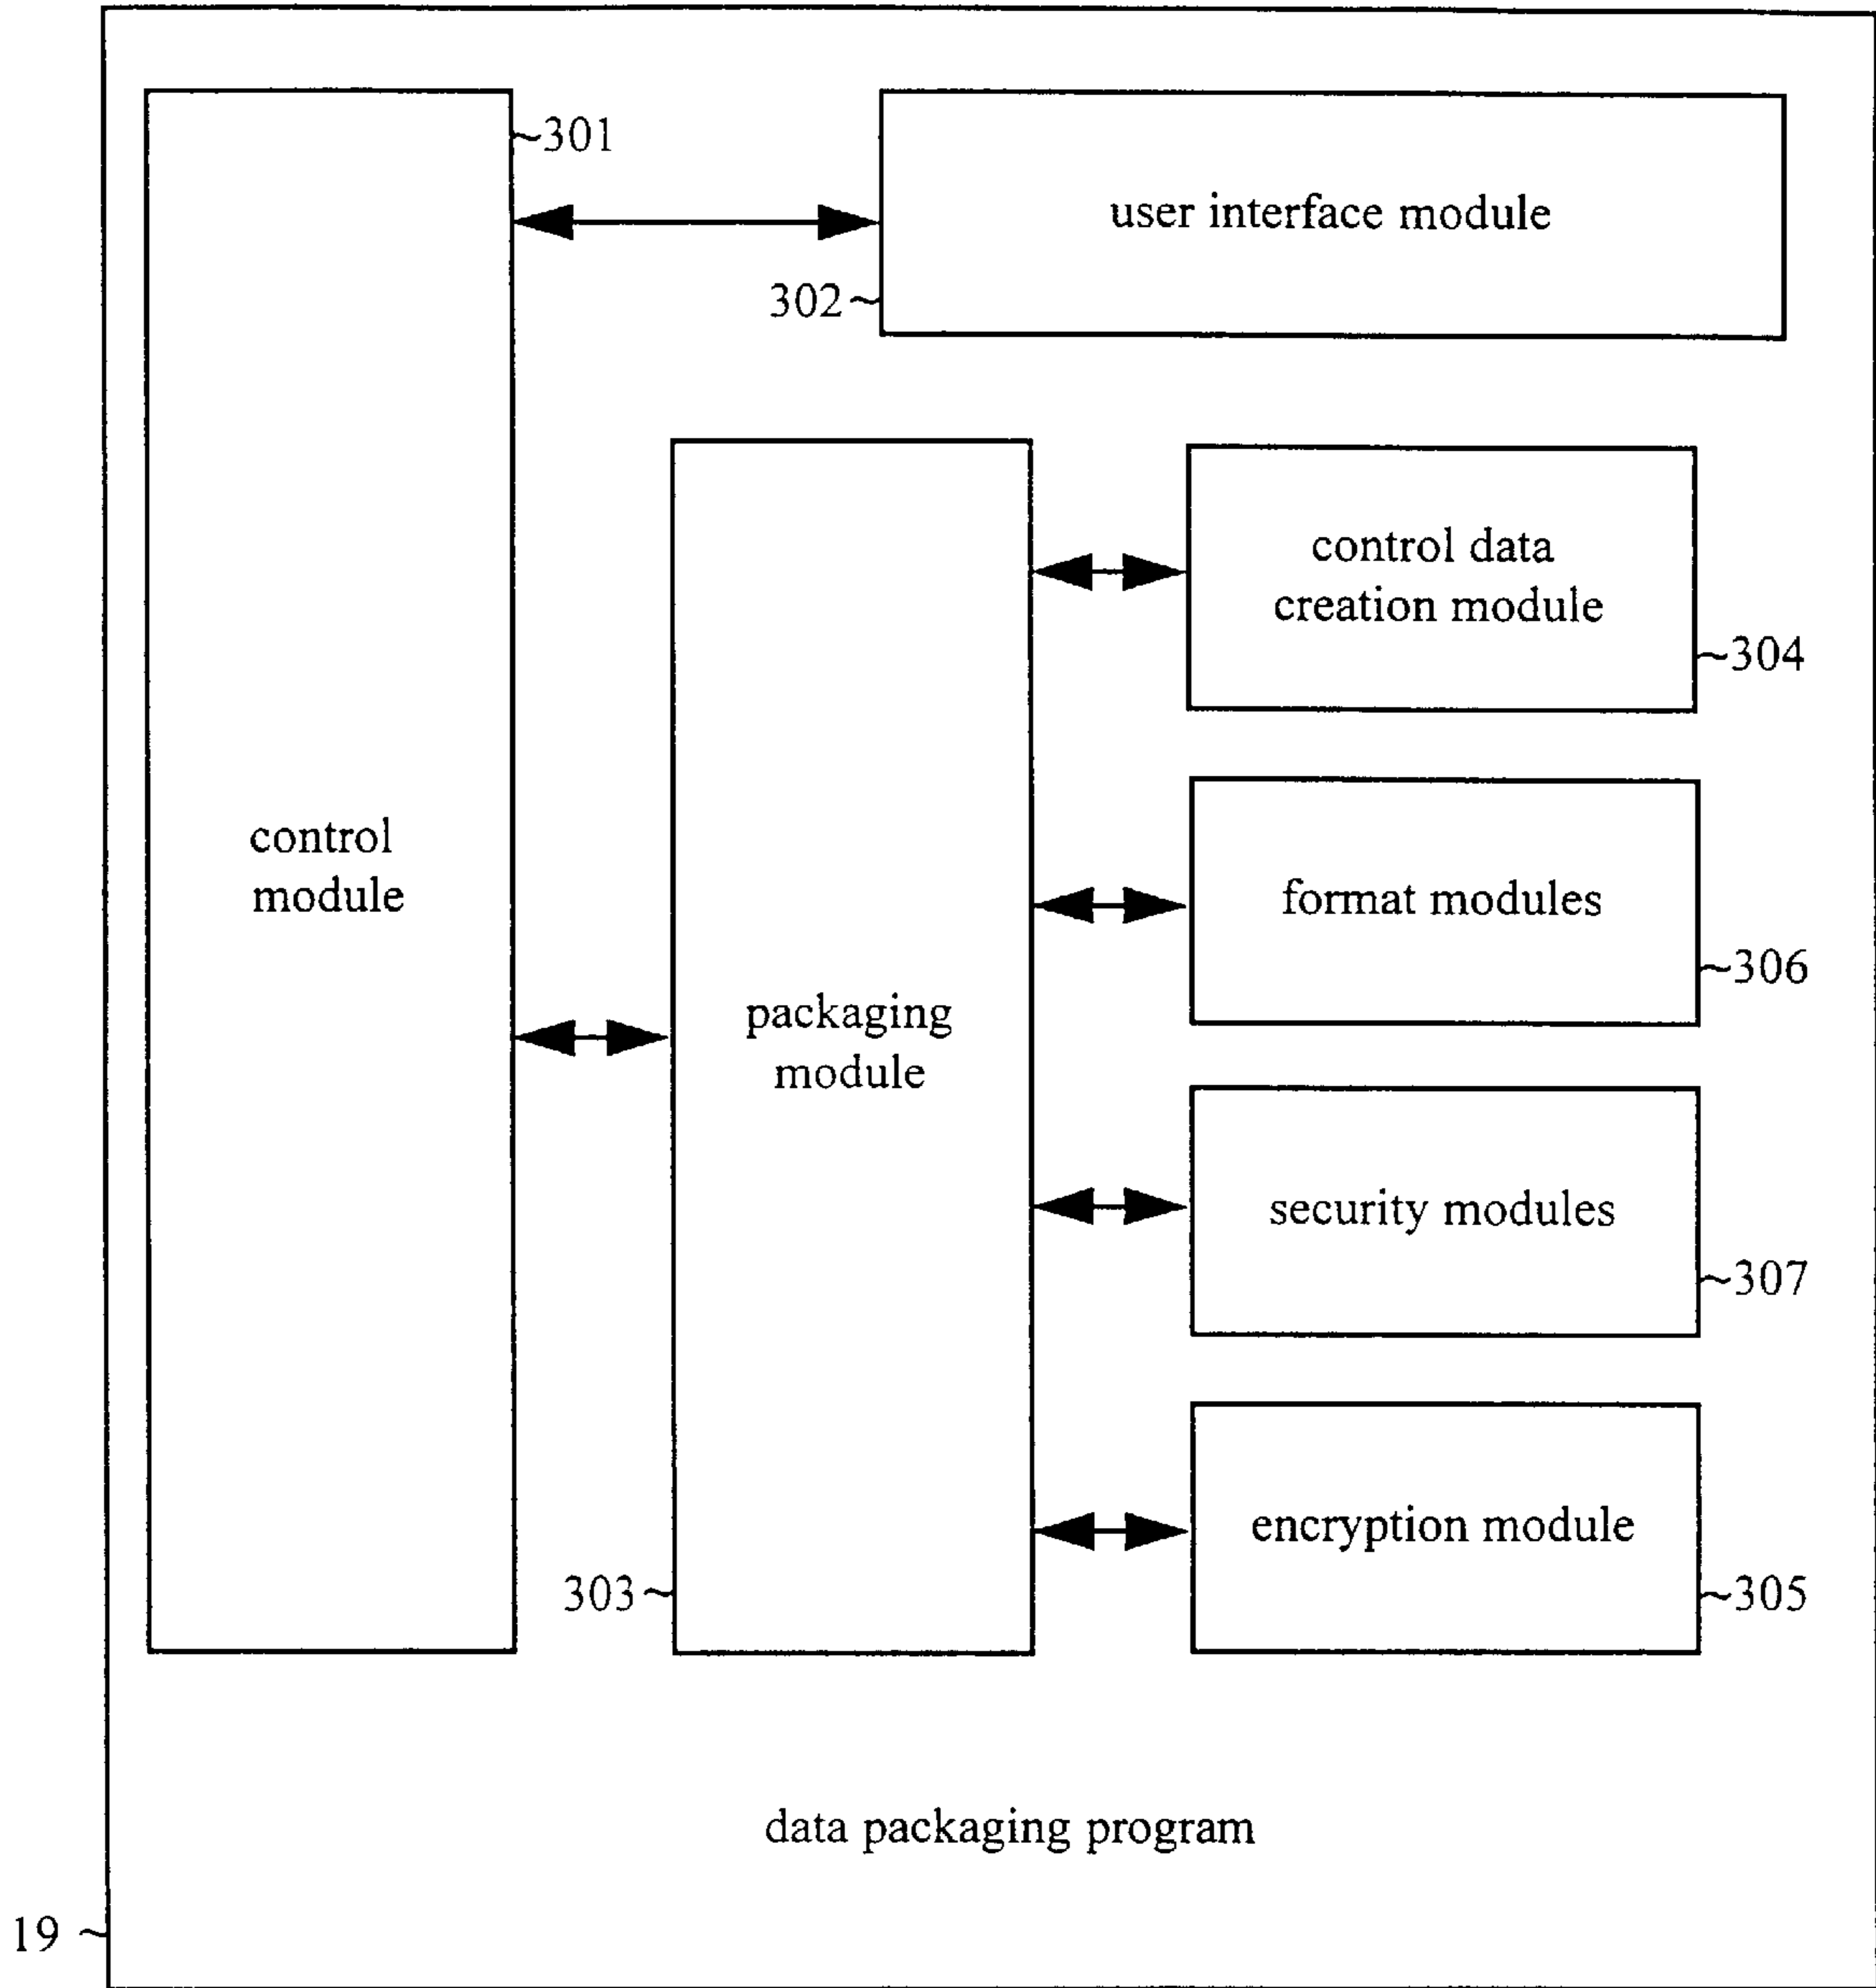 301
user interface module
302
control data
creation module
304
control
module
format modules
306
packaging
module
security modules
307
encryption module
303
305
data packaging program
19